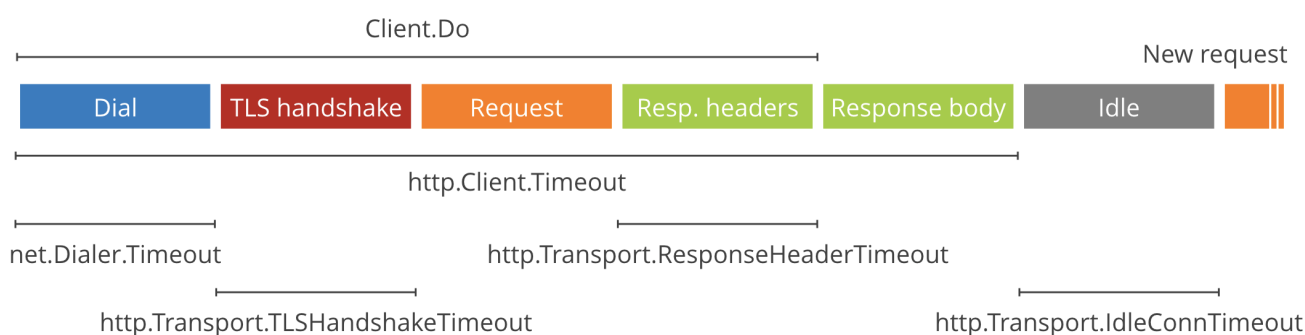 Client.Do
New request
Dial
TLS handshake
Request
Resp. headers
Response body
Idle
http.Client.Timeout
net.Dialer.Timeout
http.Transport.ResponseHeaderTimeout
http.Transport.TLSHandshakeTimeout
http.Transport.IdleConnTimeout